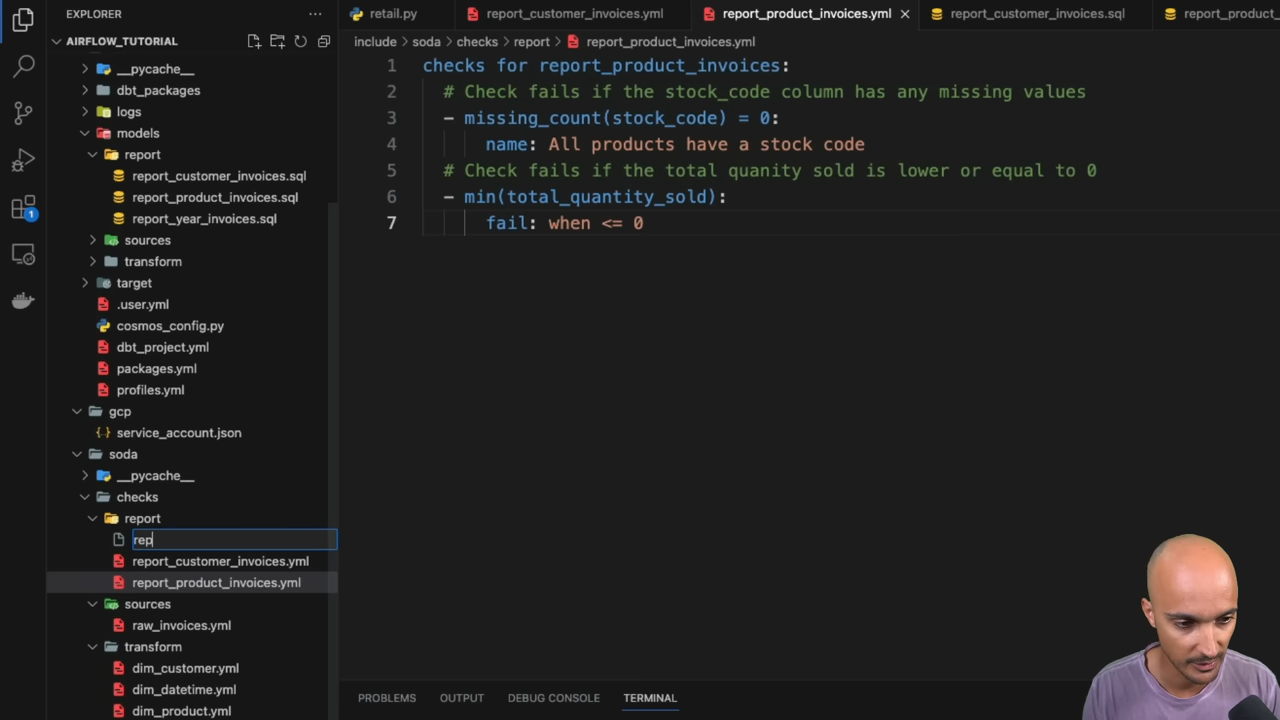 EXPLORER
AIRFLOW_TUTORIAL
__pycache__
dbt_packages
logs
models
report
report_customer_invoices.sql
report_product_invoices.sql
report_year_invoices.sql
sources
transform
target
.user.yml
cosmos_config.py
dbt_project.yml
packages.yml
profiles.yml
gcp
service_account.json
soda
__pycache__
checks
report
rep
report_customer_invoices.yml
report_product_invoices.yml
sources
raw_invoices.yml
transform
dim_customer.yml
dim_datetime.yml
dim_product.yml
1
retail.py
report_customer_invoices.yml
report_product_invoices.yml
report_customer_invoices.sql
report_product
include > soda > checks > report > report_product_invoices.yml
1 checks for report_product_invoices:
2 # Check fails if the stock_code column has any missing values
3 - missing_count(stock_code) = 0:
4 name: All products have a stock code
5 # Check fails if the total quanity sold is lower or equal to 0
6 - min(total_quantity_sold):
7 fail: when <= 0
PROBLEMS OUTPUT DEBUG CONSOLE TERMINAL